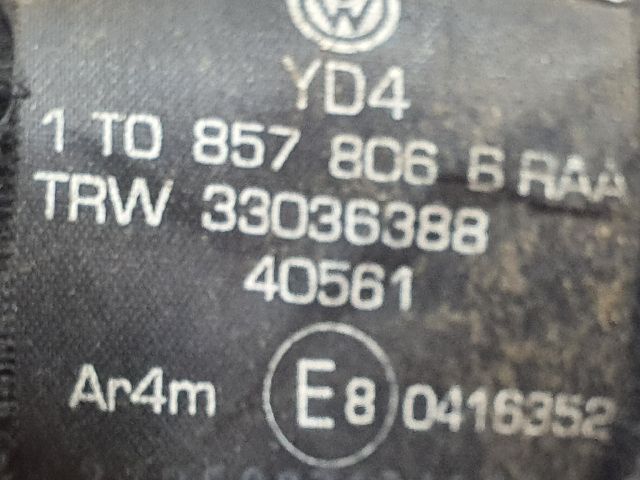 YD4
1 T0 857 806 B RAA
TRW 33036388
40561
Ar4m E8 0416352